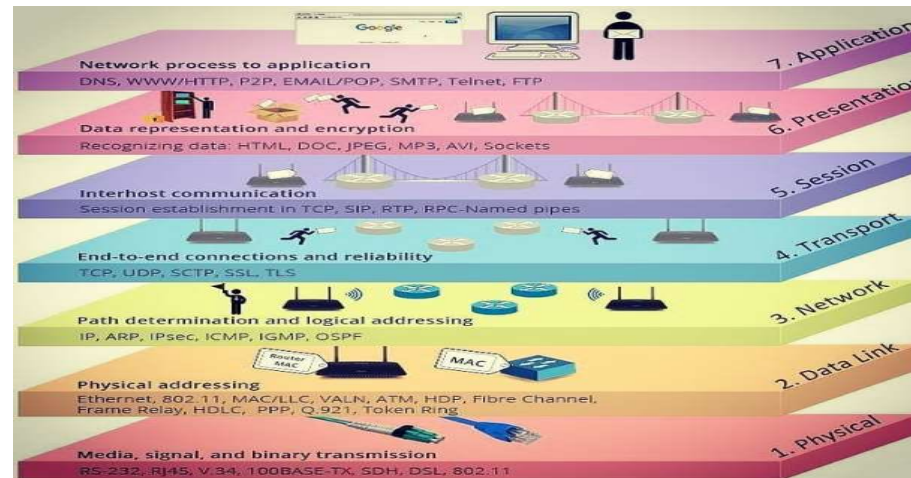 Google
7. Application
Network process to application
DNS, WWW/HTTP, P2P, EMAIL/POP, SMTP, Telnet, FTP
6. Presentation
Data representation and encryption
Recognizing data: HTML, DOC, JPEG, MP3, AVI, Sockets
5. Session
Interhost communication
Session establishment in TCP, SIP, RTP, RPC-Named pipes
4. Transport
End-to-end connections and reliability
TCP, UDP, SCTP, SSL, TLS
3. Network
Path determination and logical addressing
IP, ARP, IPsec, ICMP, IGMP, OSPF
2. Data Link
Router
MAC
MAC
Physical addressing
Ethernet, 802.11, MAC/LLC, VALN, ATM, HDP, Fibre Channel,
Frame Relay, HDLC, PPP, Q.921, Token Ring
1. Physical
Media, signal, and binary transmission
RS-232, RJ45, V.34, 100BASE-TX, SDH, DSL, 802.11